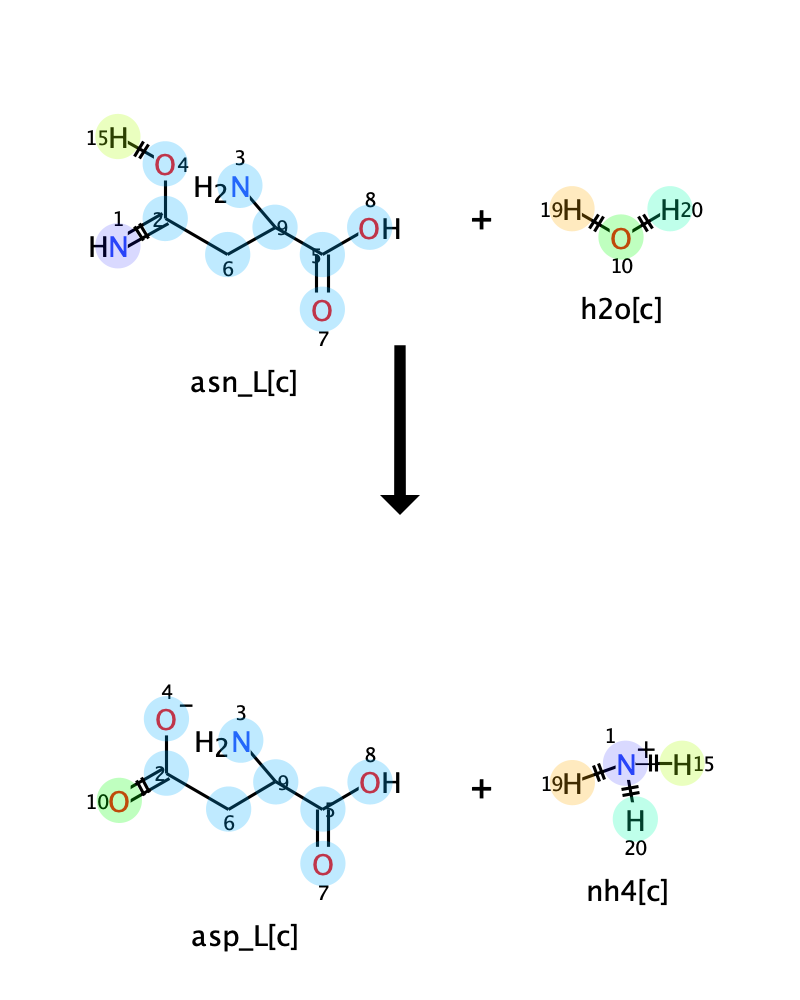 3
15H
O4
H2N
8
1
2
9
OH
HN
6
5
O
7
asn_L[c]
+
19H
H20
O
10
h2o[c]
4
O−
3
H2N
8
2
9
OH
10O
6
5
O
7
asp_L[c]
+
1
+
19H
N
H15
H
20
nh4[c]